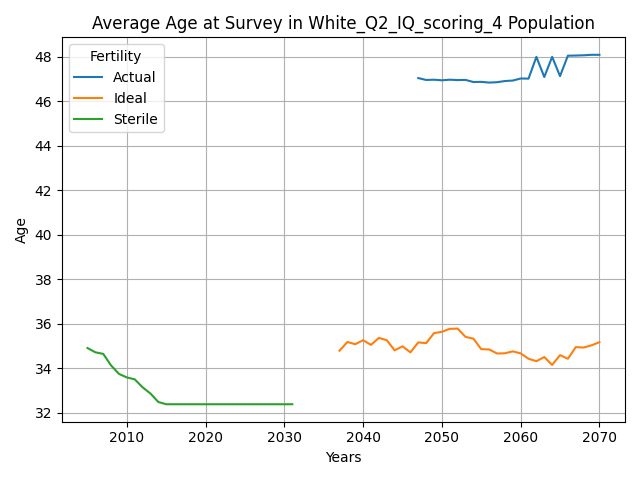 Average Age at Survey in White_Q2_IQ_scoring_4 Population
Fertility
Actual
Ideal
Sterile
48
46
44
42
40
38
36
34
32
Age
2010 2020 2030 2040 2050 2060 2070
Years